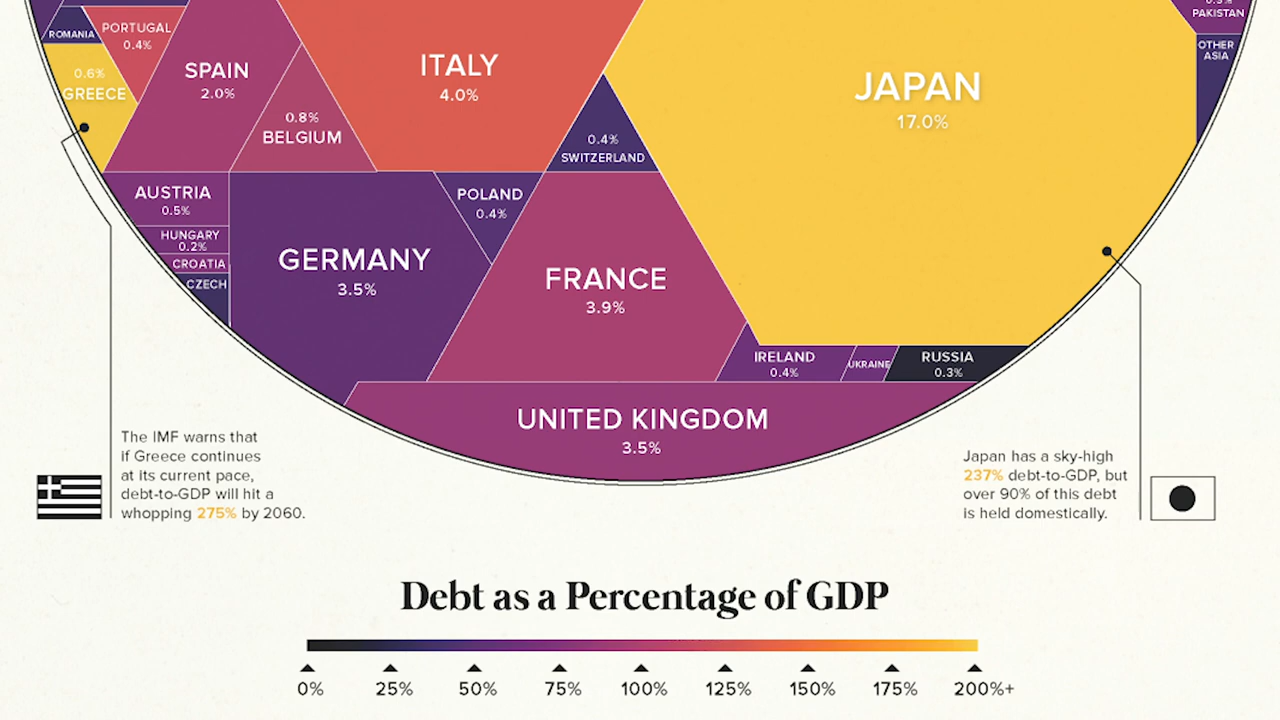 0.3%
PAKISTAN
OTHER
ASIA
ROMANIA
PORTUGAL
0.4%
0.6%
GREECE
SPAIN
2.0%
0.8%
BELGIUM
ITALY
4.0%
0.4%
SWITZERLAND
JAPAN
17.0%
AUSTRIA
0.5%
HUNGARY
0.2%
CROATIA
CZECH
GERMANY
3.5%
POLAND
0.4%
FRANCE
3.9%
IRELAND
0.4%
UKRAINE
RUSSIA
0.3%
UNITED KINGDOM
3.5%
The IMF warns that
if Greece continues
at its current pace,
debt-to-GDP will hit a
whopping 275% by 2060.
Japan has a sky-high
237% debt-to-GDP, but
over 90% of this debt
is held domestically.
Debt as a Percentage of GDP
0% 25% 50% 75% 100% 125% 150% 175% 200%+